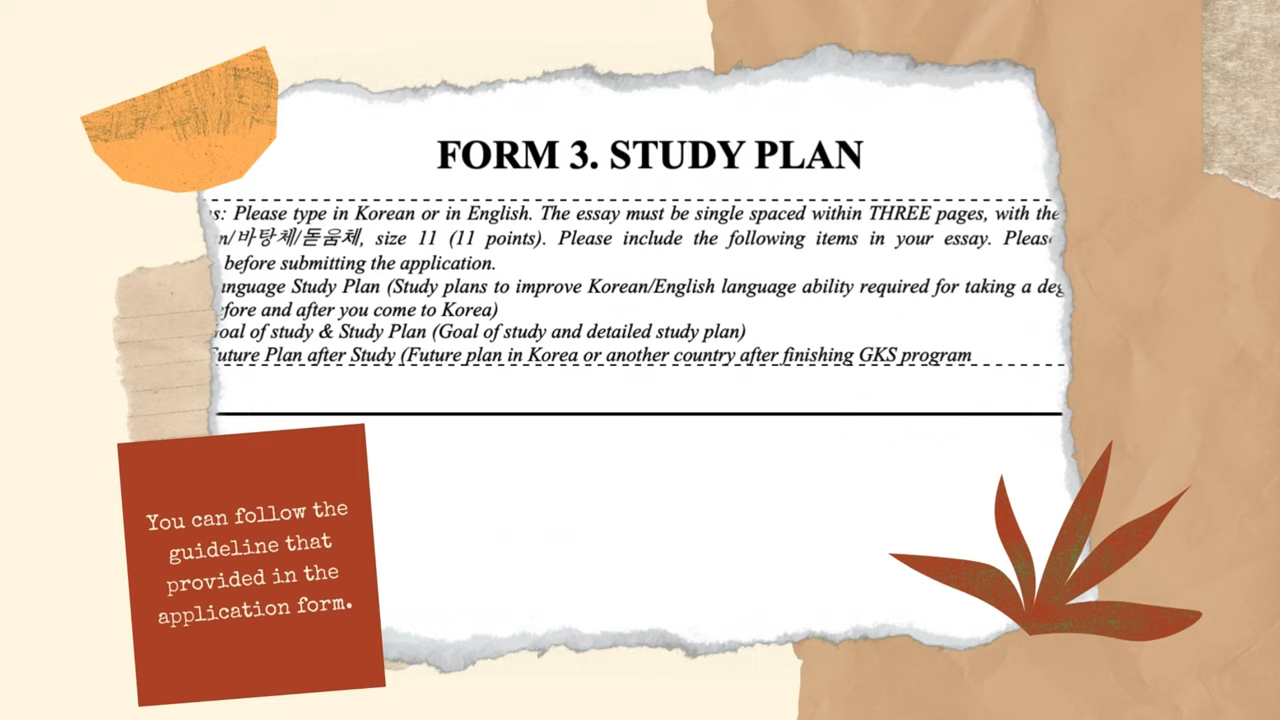 FORM 3. STUDY PLAN
s: Please type in Korean or in English. The essay must be single spaced within THREE pages, with the
n/바탕체/돋움체, size 11 (11 points). Please include the following items in your essay. Pleas
before submitting the application.
nguage Study Plan (Study plans to improve Korean/English language ability required for taking a deg
efore and after you come to Korea)
oal of study & Study Plan (Goal of study and detailed study plan)
Future Plan after Study (Future plan in Korea or another country after finishing GKS program
You can follow the
guideline that
provided in the
application form.